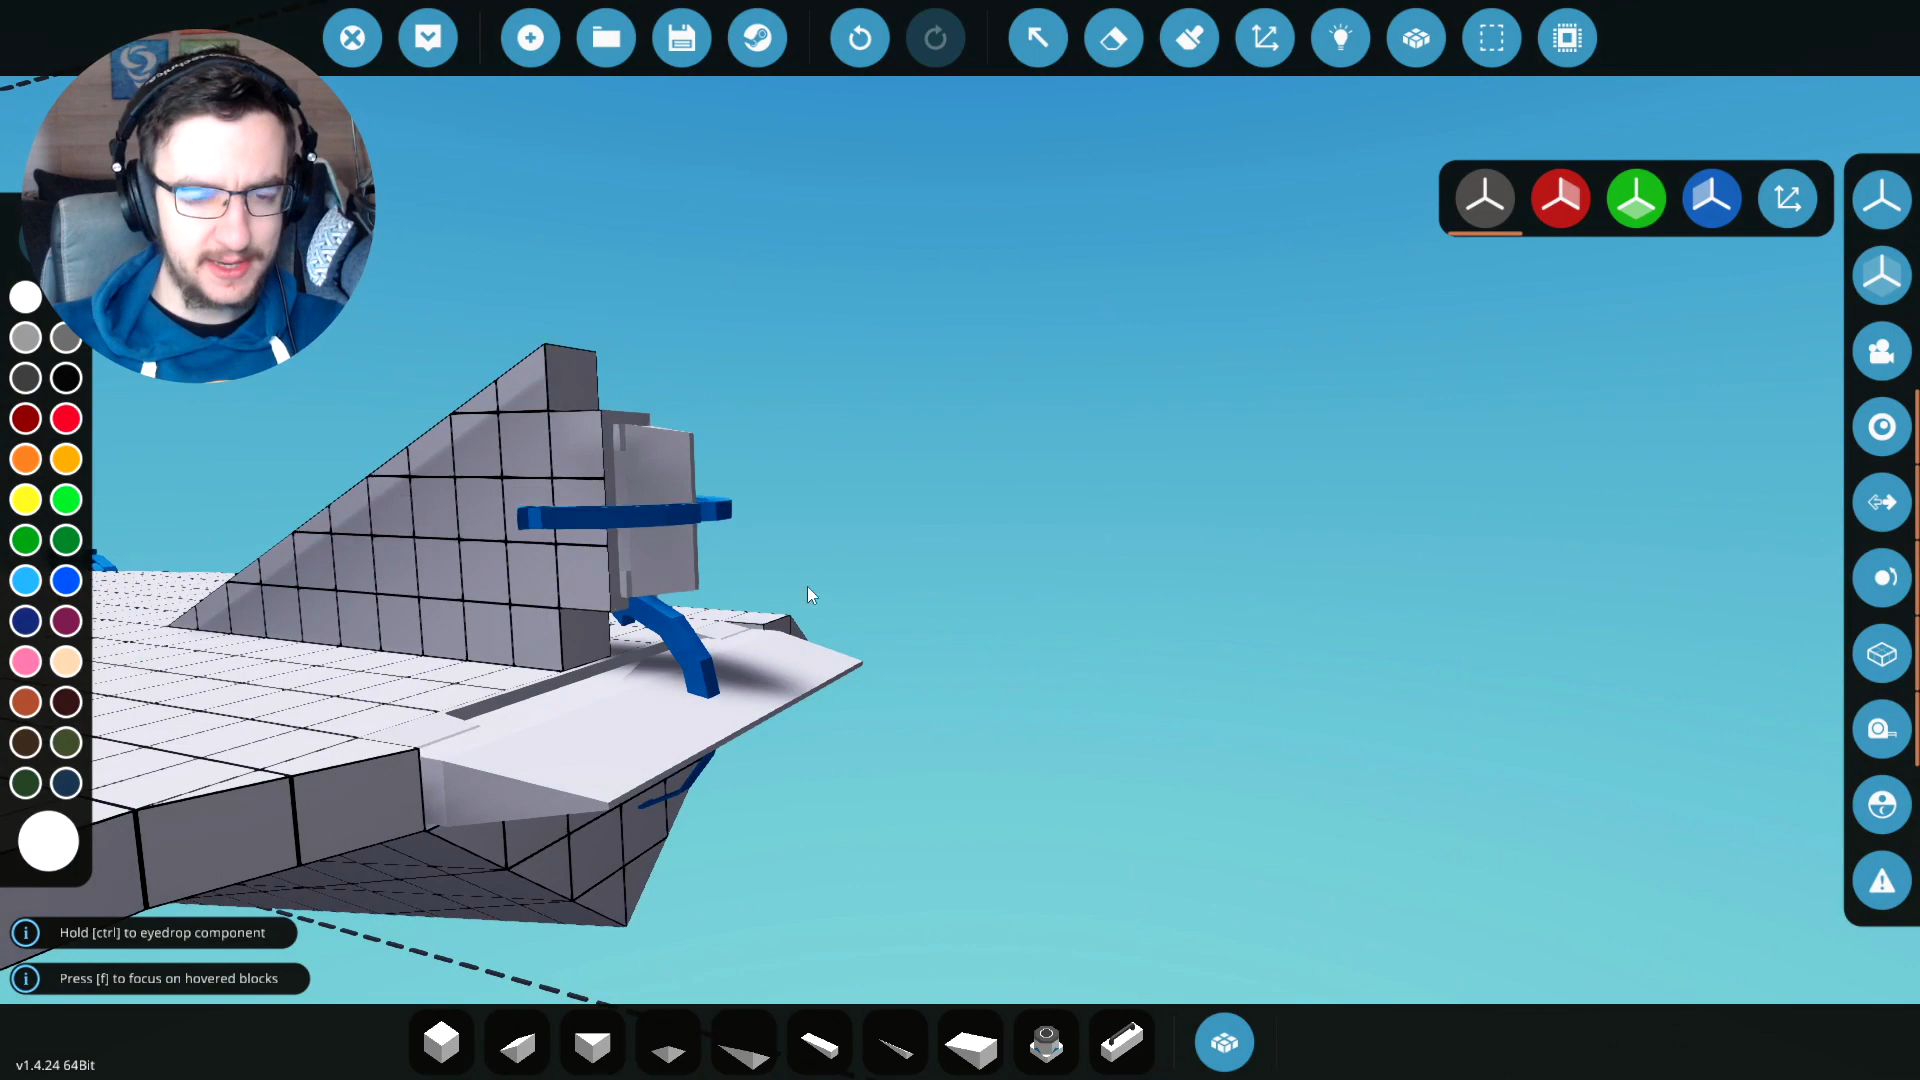 Hold [ctrl] to eyedrop component
Press [f] to focus on hovered blocks
v1.4.24 64Bit